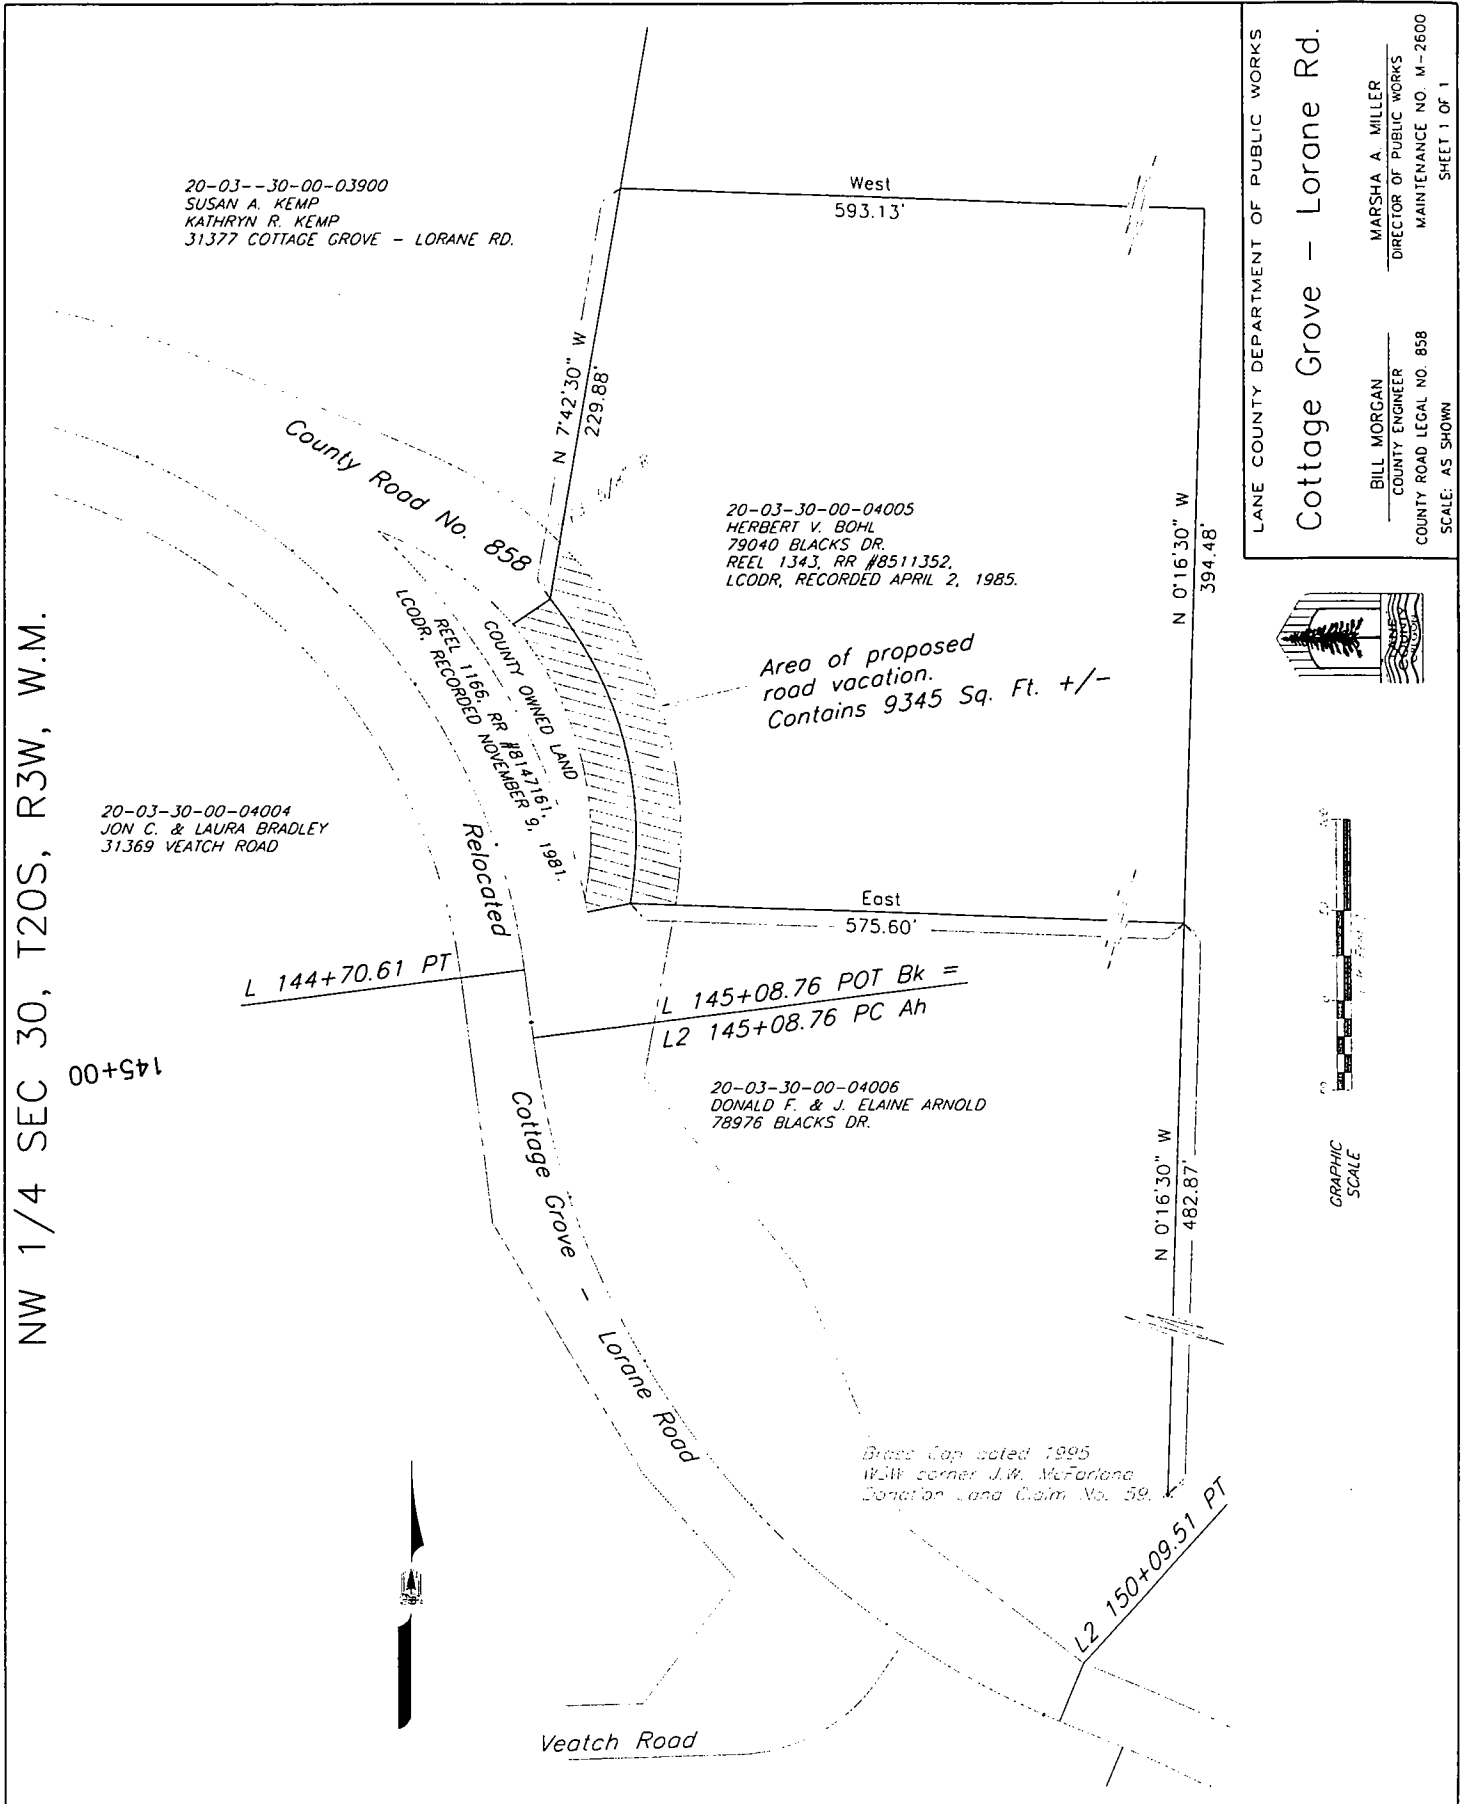 NW 1/4 SEC 30, T20S, R3W, W.M.
20-03--30-00-03900
SUSAN A. KEMP
KATHRYN R. KEMP
31377 COTTAGE GROVE - LORANE RD.
West
593.13'
N 7°42'30" W
229.88'
County Road No. 858
20-03-30-00-04005
HERBERT V. BOHL
79040 BLACKS DR.
REEL 1343, RR #8511352,
LCODR, RECORDED APRIL 2, 1985.
N 0°16'30" W
394.48'
COUNTY OWNED LAND
REEL 1166, RR #8147161,
LCODR, RECORDED NOVEMBER 9, 1981.
Area of proposed
road vacation.
Contains 9345 Sq. Ft. +/-
20-03-30-00-04004
JON C. & LAURA BRADLEY
31369 VEATCH ROAD
Relocated
East
575.60'
L 144+70.61 PT
L 145+08.76 POT Bk =
L2 145+08.76 PC Ah
145+00
20-03-30-00-04006
DONALD F. & J. ELAINE ARNOLD
78976 BLACKS DR.
Cottage Grove - Lorane Road
N 0°16'30" W
482.87'
Brass Cap dated 1995
corner J.W. McFarland
Donation Land Claim No. 59.
L2 150+09.51 PT
Veatch Road
LANE COUNTY DEPARTMENT OF PUBLIC WORKS
Cottage Grove - Lorane Rd.
BILL MORGAN
COUNTY ENGINEER
MARSHA A. MILLER
DIRECTOR OF PUBLIC WORKS
COUNTY ROAD LEGAL NO. 858
MAINTENANCE NO. M-2600
SCALE: AS SHOWN
SHEET 1 OF 1
LANE
COUNTY
OREGON
GRAPHIC
SCALE